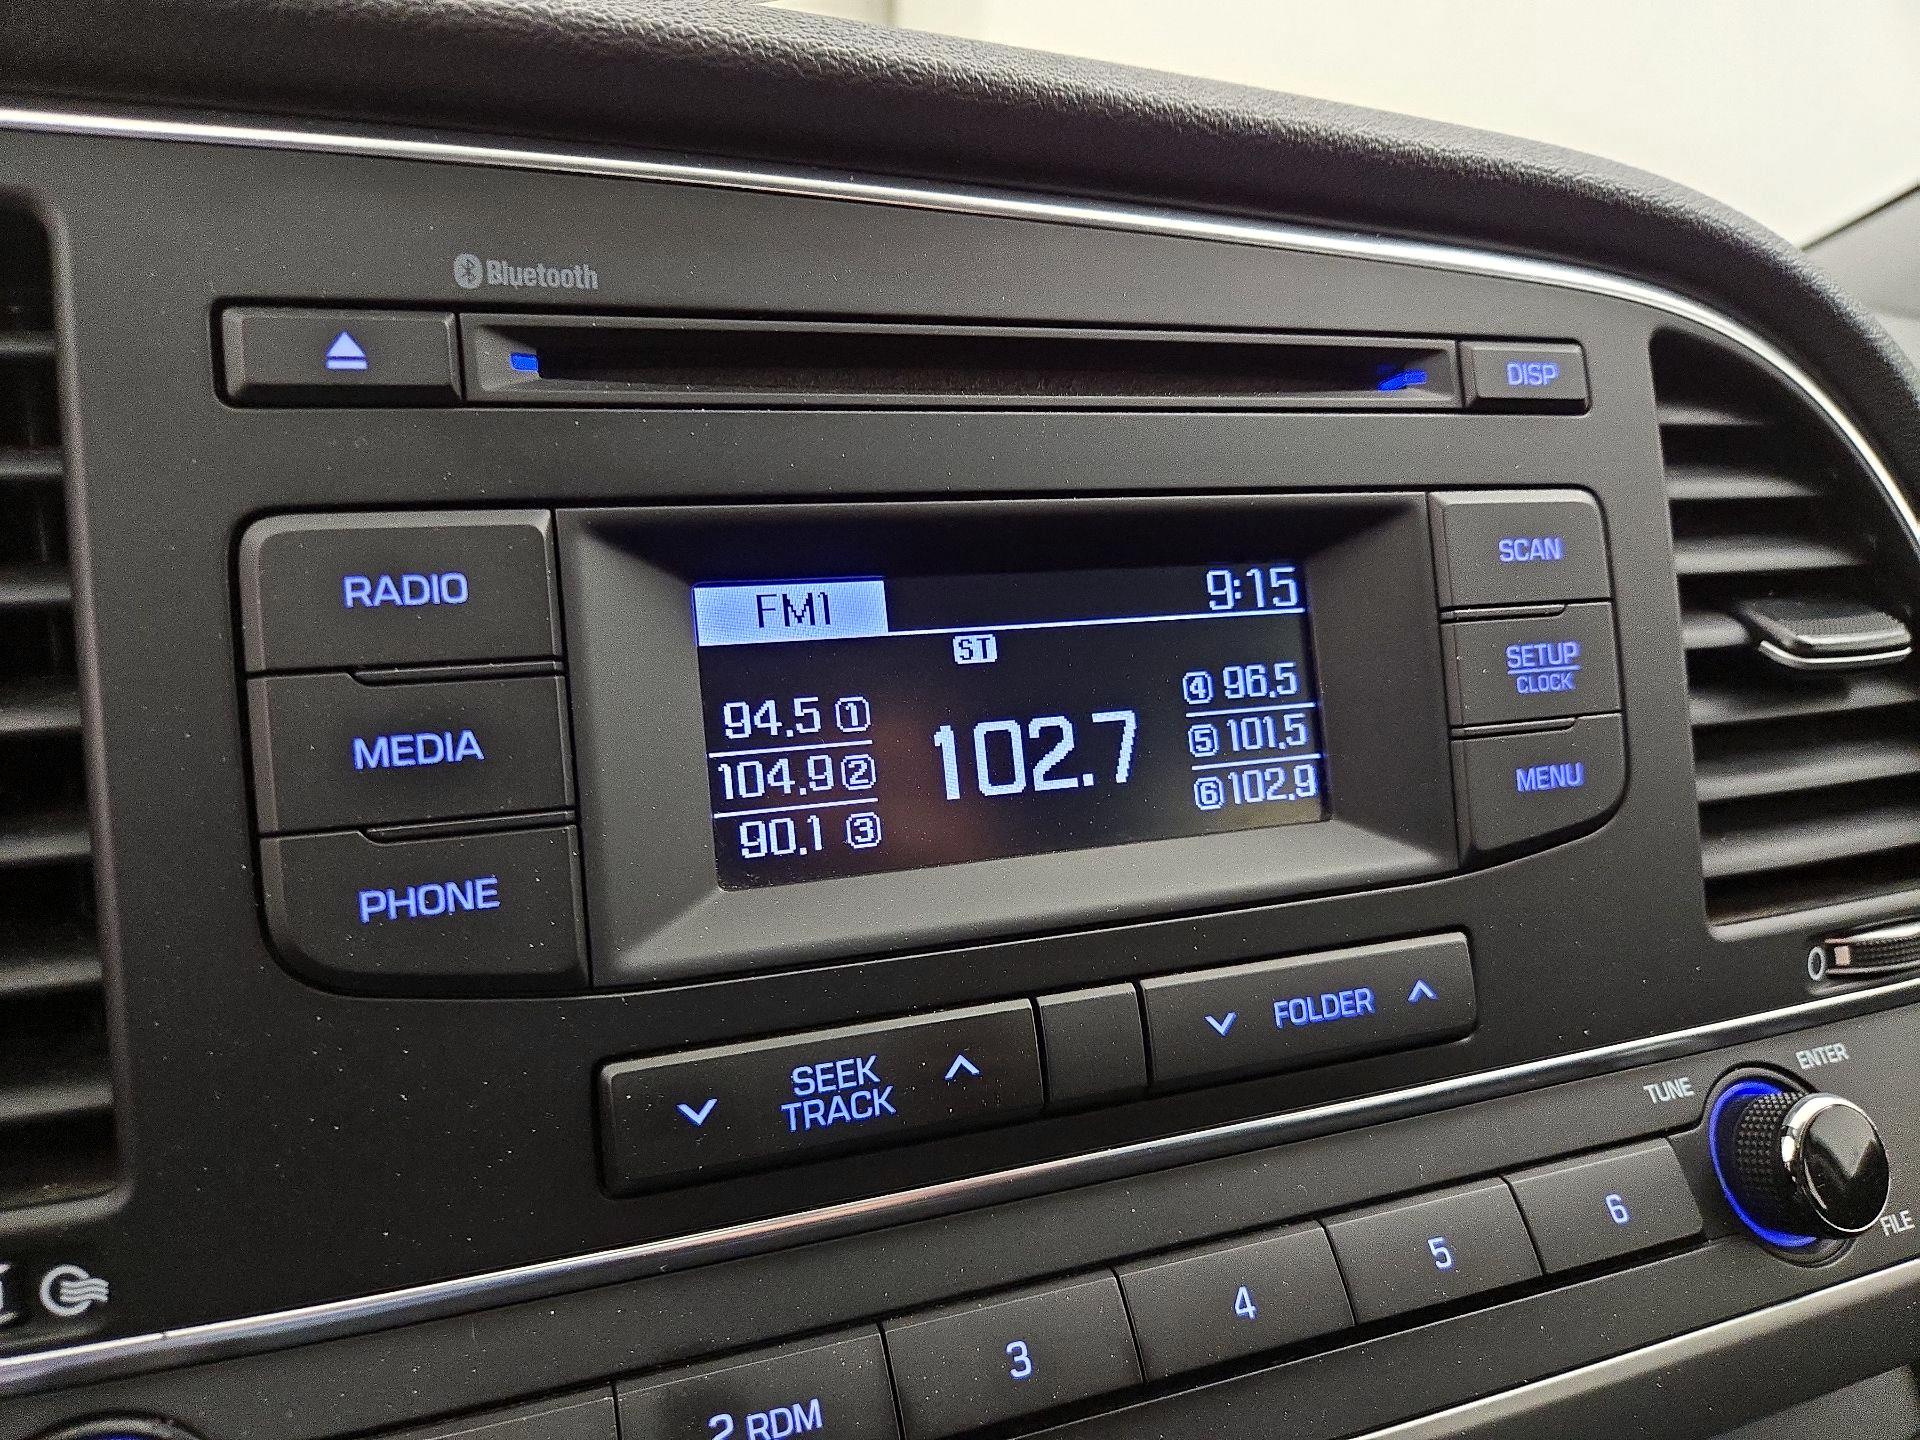 Bluetooth
DISP
RADIO
MEDIA
PHONE
FM1
9:15
ST
94.5 1
104.9 2
90.1 3
102.7
4 96.5
5 101.5
6 102.9
SCAN
SETUP
CLOCK
MENU
SEEK
TRACK
FOLDER
TUNE
ENTER
FILE
0
2 RDM
3
4
5
6